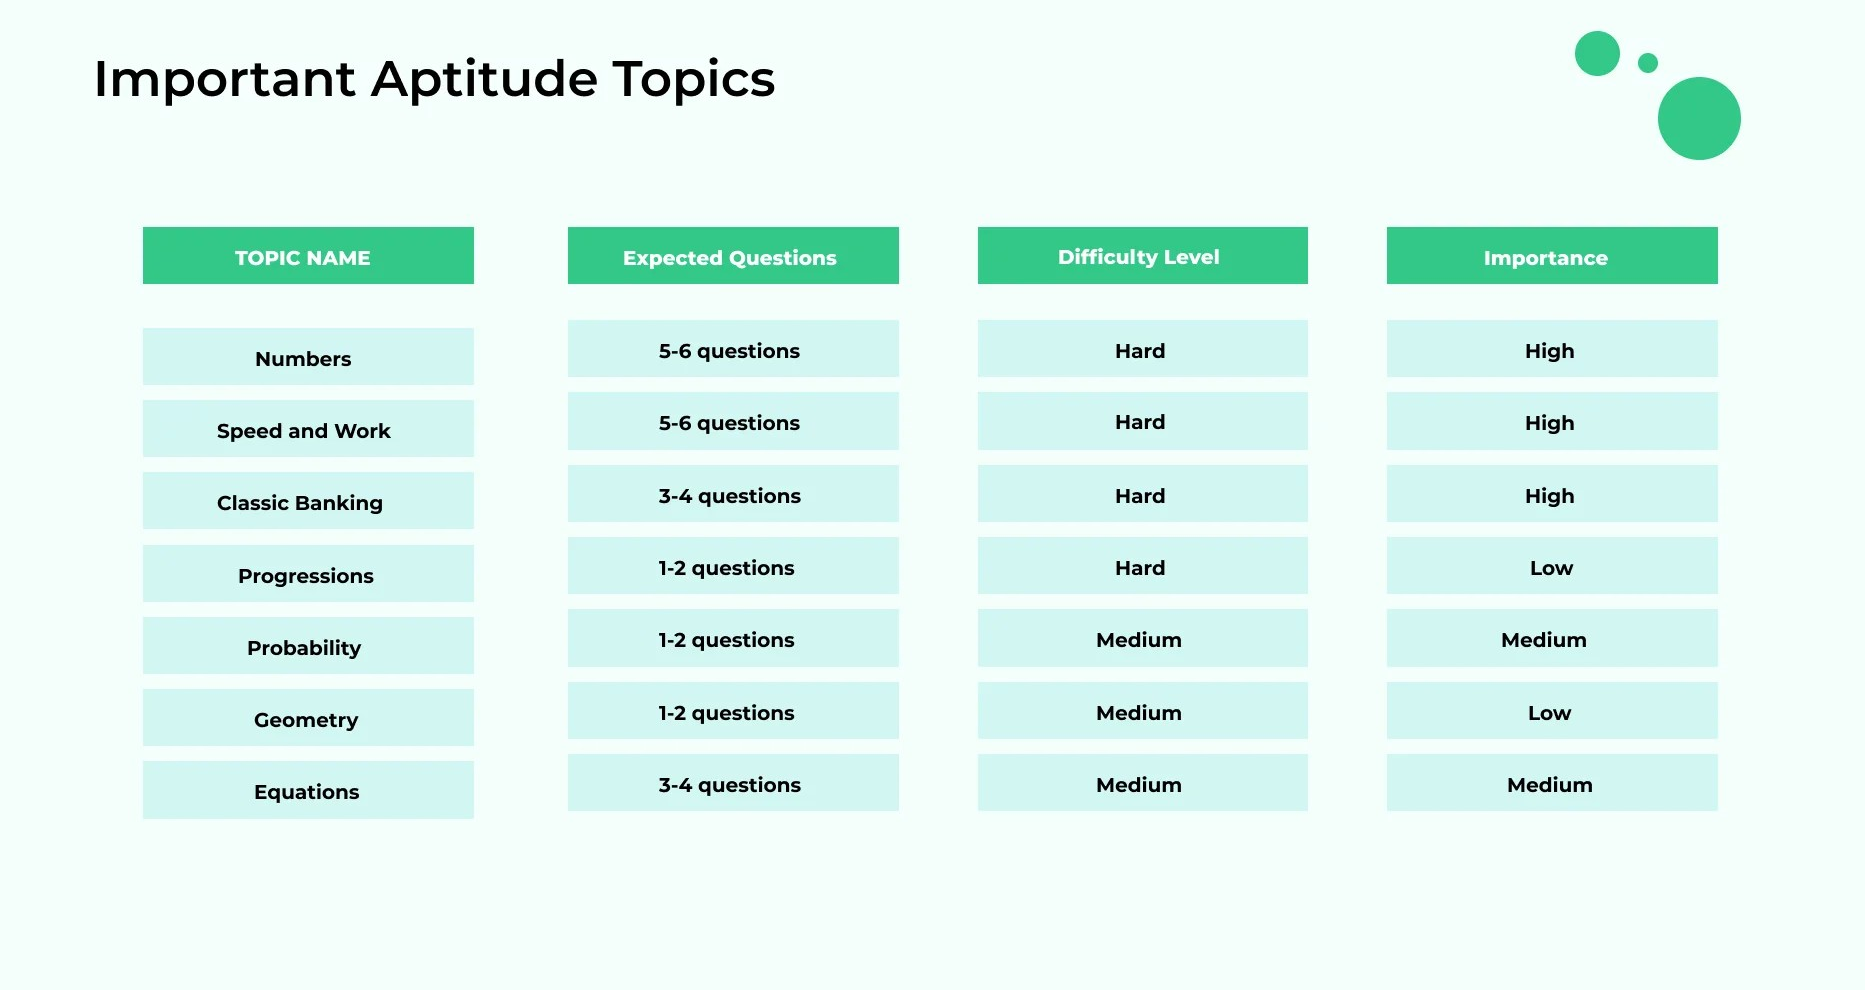 Important Aptitude Topics
TOPIC NAME Expected Questions Difficulty Level Importance
Numbers 5-6 questions Hard High
Speed and Work 5-6 questions Hard High
Classic Banking 3-4 questions Hard High
Progressions 1-2 questions Hard Low
Probability 1-2 questions Medium Medium
Geometry 1-2 questions Medium Low
Equations 3-4 questions Medium Medium